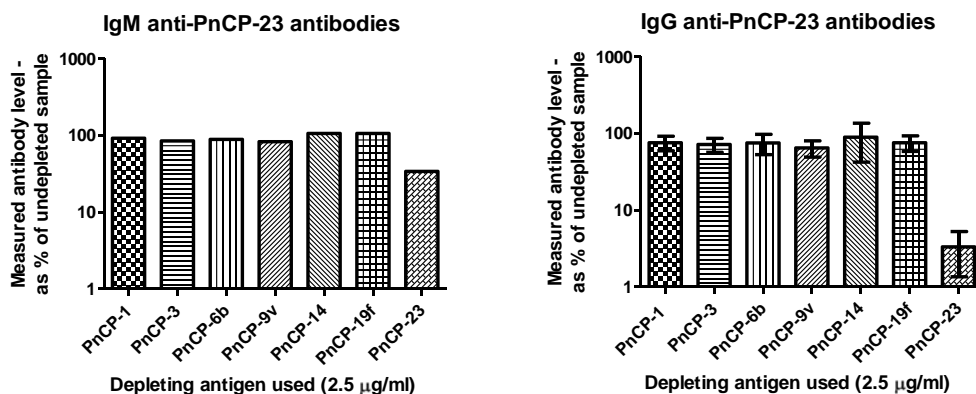 IgM anti-PnCP-23 antibodies
Measured antibody level -
as % of undepleted sample
1000
100
10
1
PnCP-1
PnCP-3
PnCP-6b
PnCP-9v
PnCP-14
PnCP-19f
PnCP-23
Depleting antigen used (2.5 μg/ml)
IgG anti-PnCP-23 antibodies
Measured antibody level -
as % of undepleted sample
1000
100
10
1
PnCP-1
PnCP-3
PnCP-6b
PnCP-9v
PnCP-14
PnCP-19f
PnCP-23
Depleting antigen used (2.5 μg/ml)